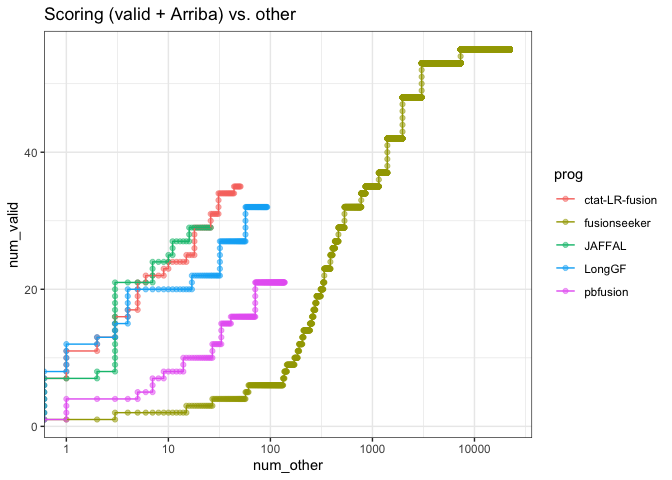 Scoring (valid + Arriba) vs. other
num_valid
40
20
0
1
10
100
1000
10000
num_other
prog
ctat-LR-fusion
fusionseeker
JAFFAL
LongGF
pbfusion